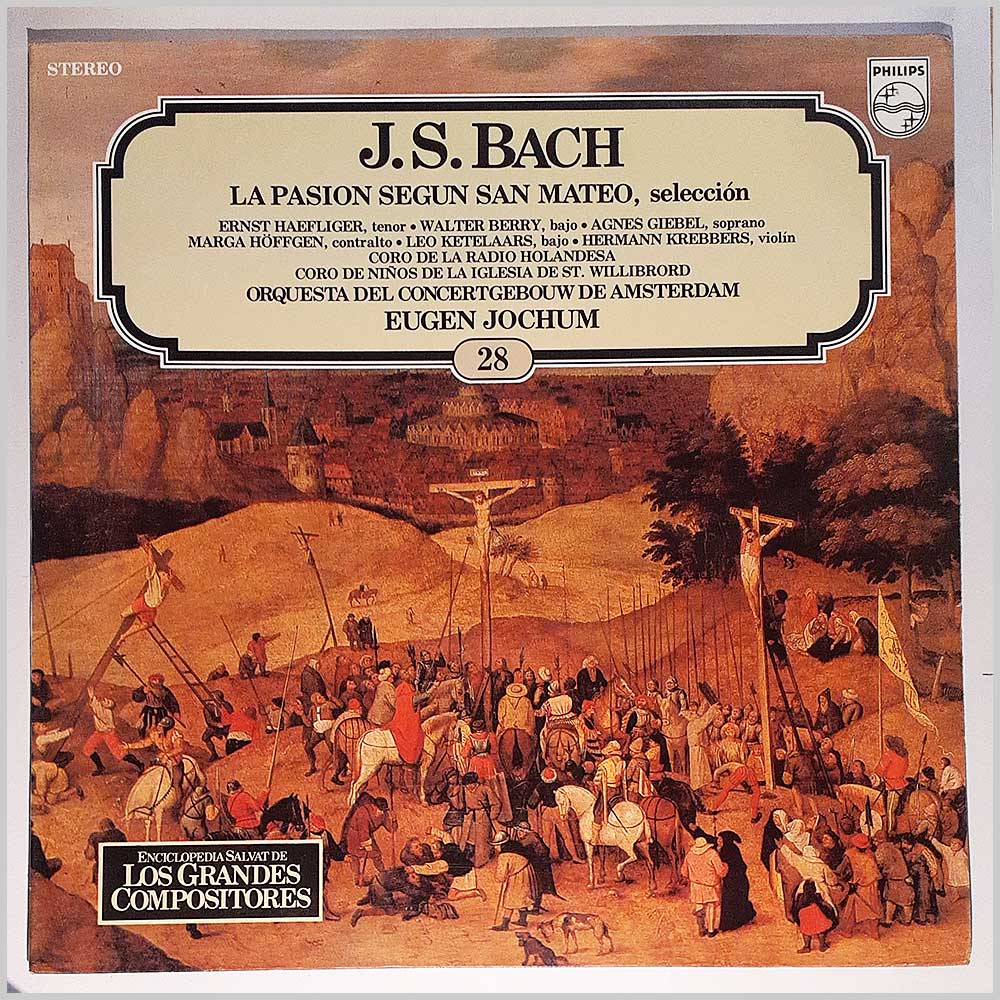 STEREO
PHILIPS
J. S. BACH
LA PASION SEGUN SAN MATEO, selección
ERNST HAEFLIGER, tenor • WALTER BERRY, bajo • AGNES GIEBEL, soprano
MARGA HÖFFGEN, contralto • LEO KETELAARS, bajo • HERMANN KREBBERS, violín
CORO DE LA RADIO HOLANDESA
CORO DE NIÑOS DE LA IGLESIA DE ST. WILLIBRORD
ORQUESTA DEL CONCERTGEBOUW DE AMSTERDAM
EUGEN JOCHUM
28
ENCICLOPEDIA SALVAT DE
LOS GRANDES
COMPOSITORES